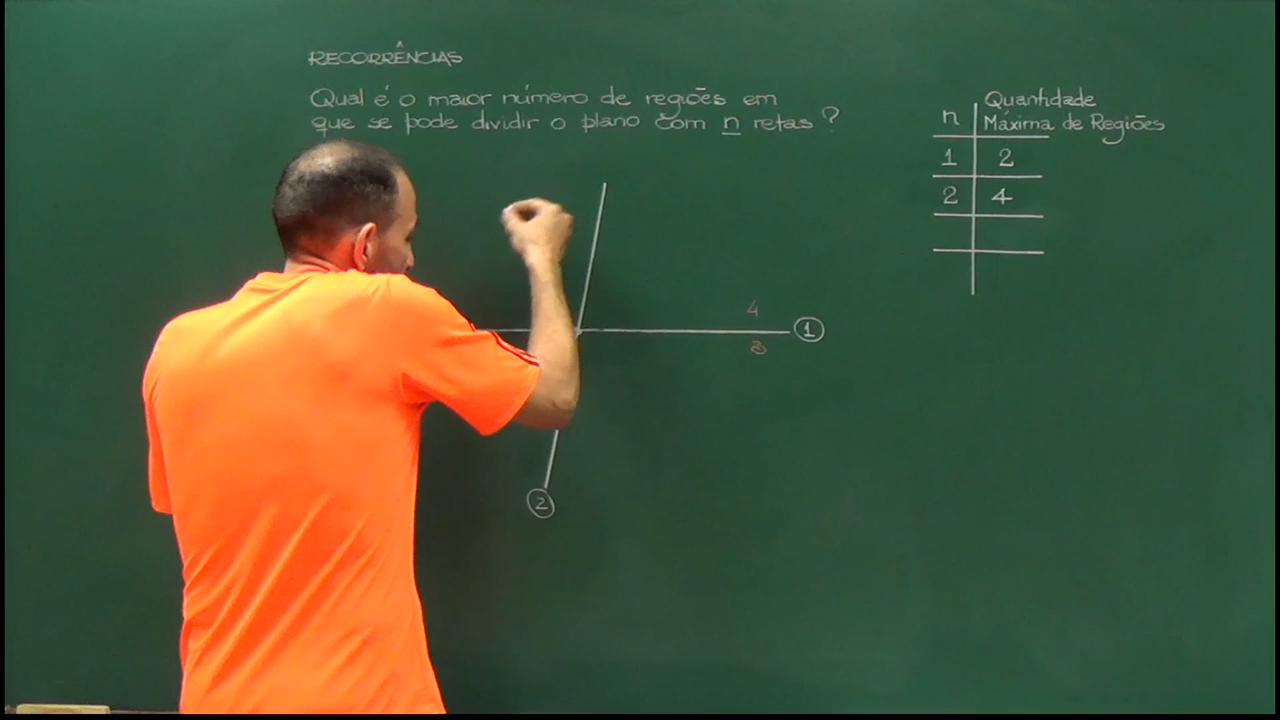 RECORRÊNCIAS
Qual é o maior número de regiões em
que se pode dividir o plano com n retas ?
n
Quantidade
Máxima de Regiões
1 2
2 4
4
1
3
2